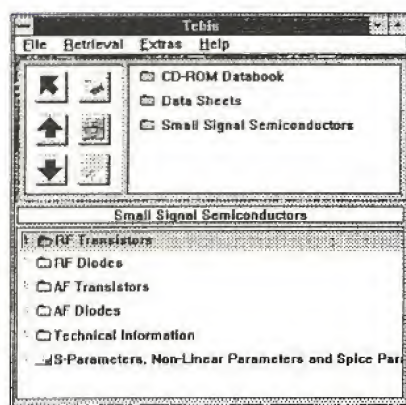 Tebis
File Retrieval Extras Help
CD-ROM Databook
Data Sheets
Small Signal Semiconductors
Small Signal Semiconductors
RF Transistors
RF Diodes
AF Transistors
AF Diodes
Technical Information
S-Parameters, Non-Linear Parameters and Spice Par